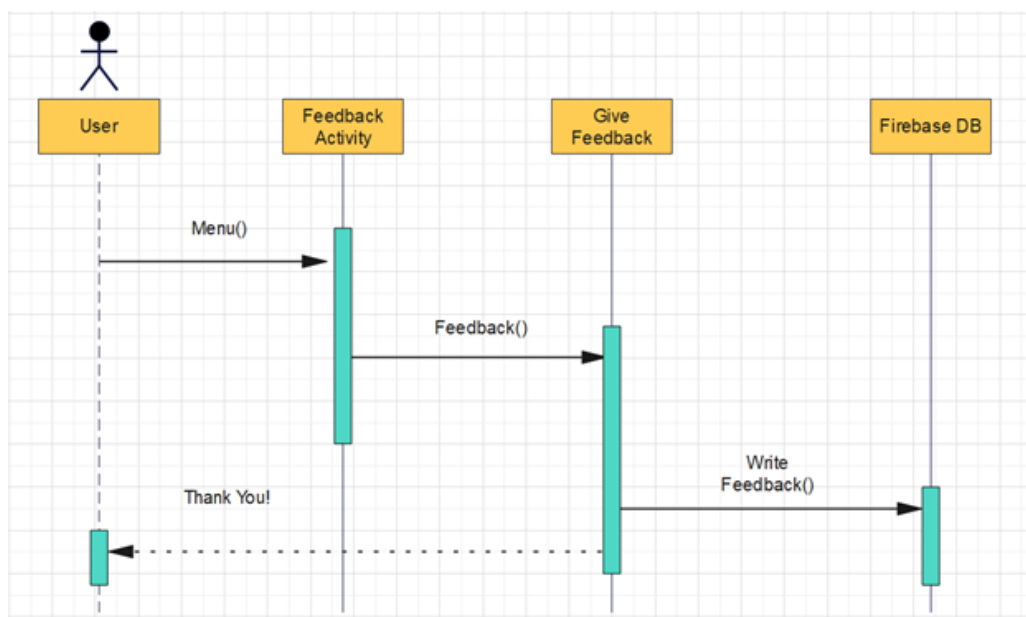 User
Feedback
Activity
Give
Feedback
Firebase DB
Menu()
Feedback()
Write
Feedback()
Thank You!